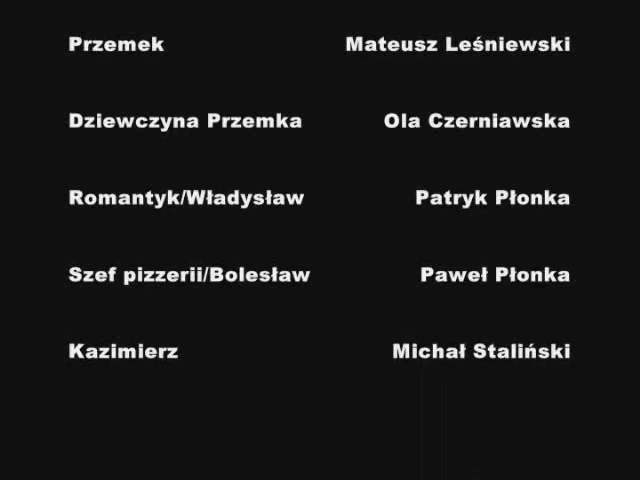 Przemek Mateusz Leśniewski
Dziewczyna Przemka Ola Czerniawska
Romantyk/Władysław Patryk Płonka
Szef pizzerii/Bolesław Paweł Płonka
Kazimierz Michał Staliński